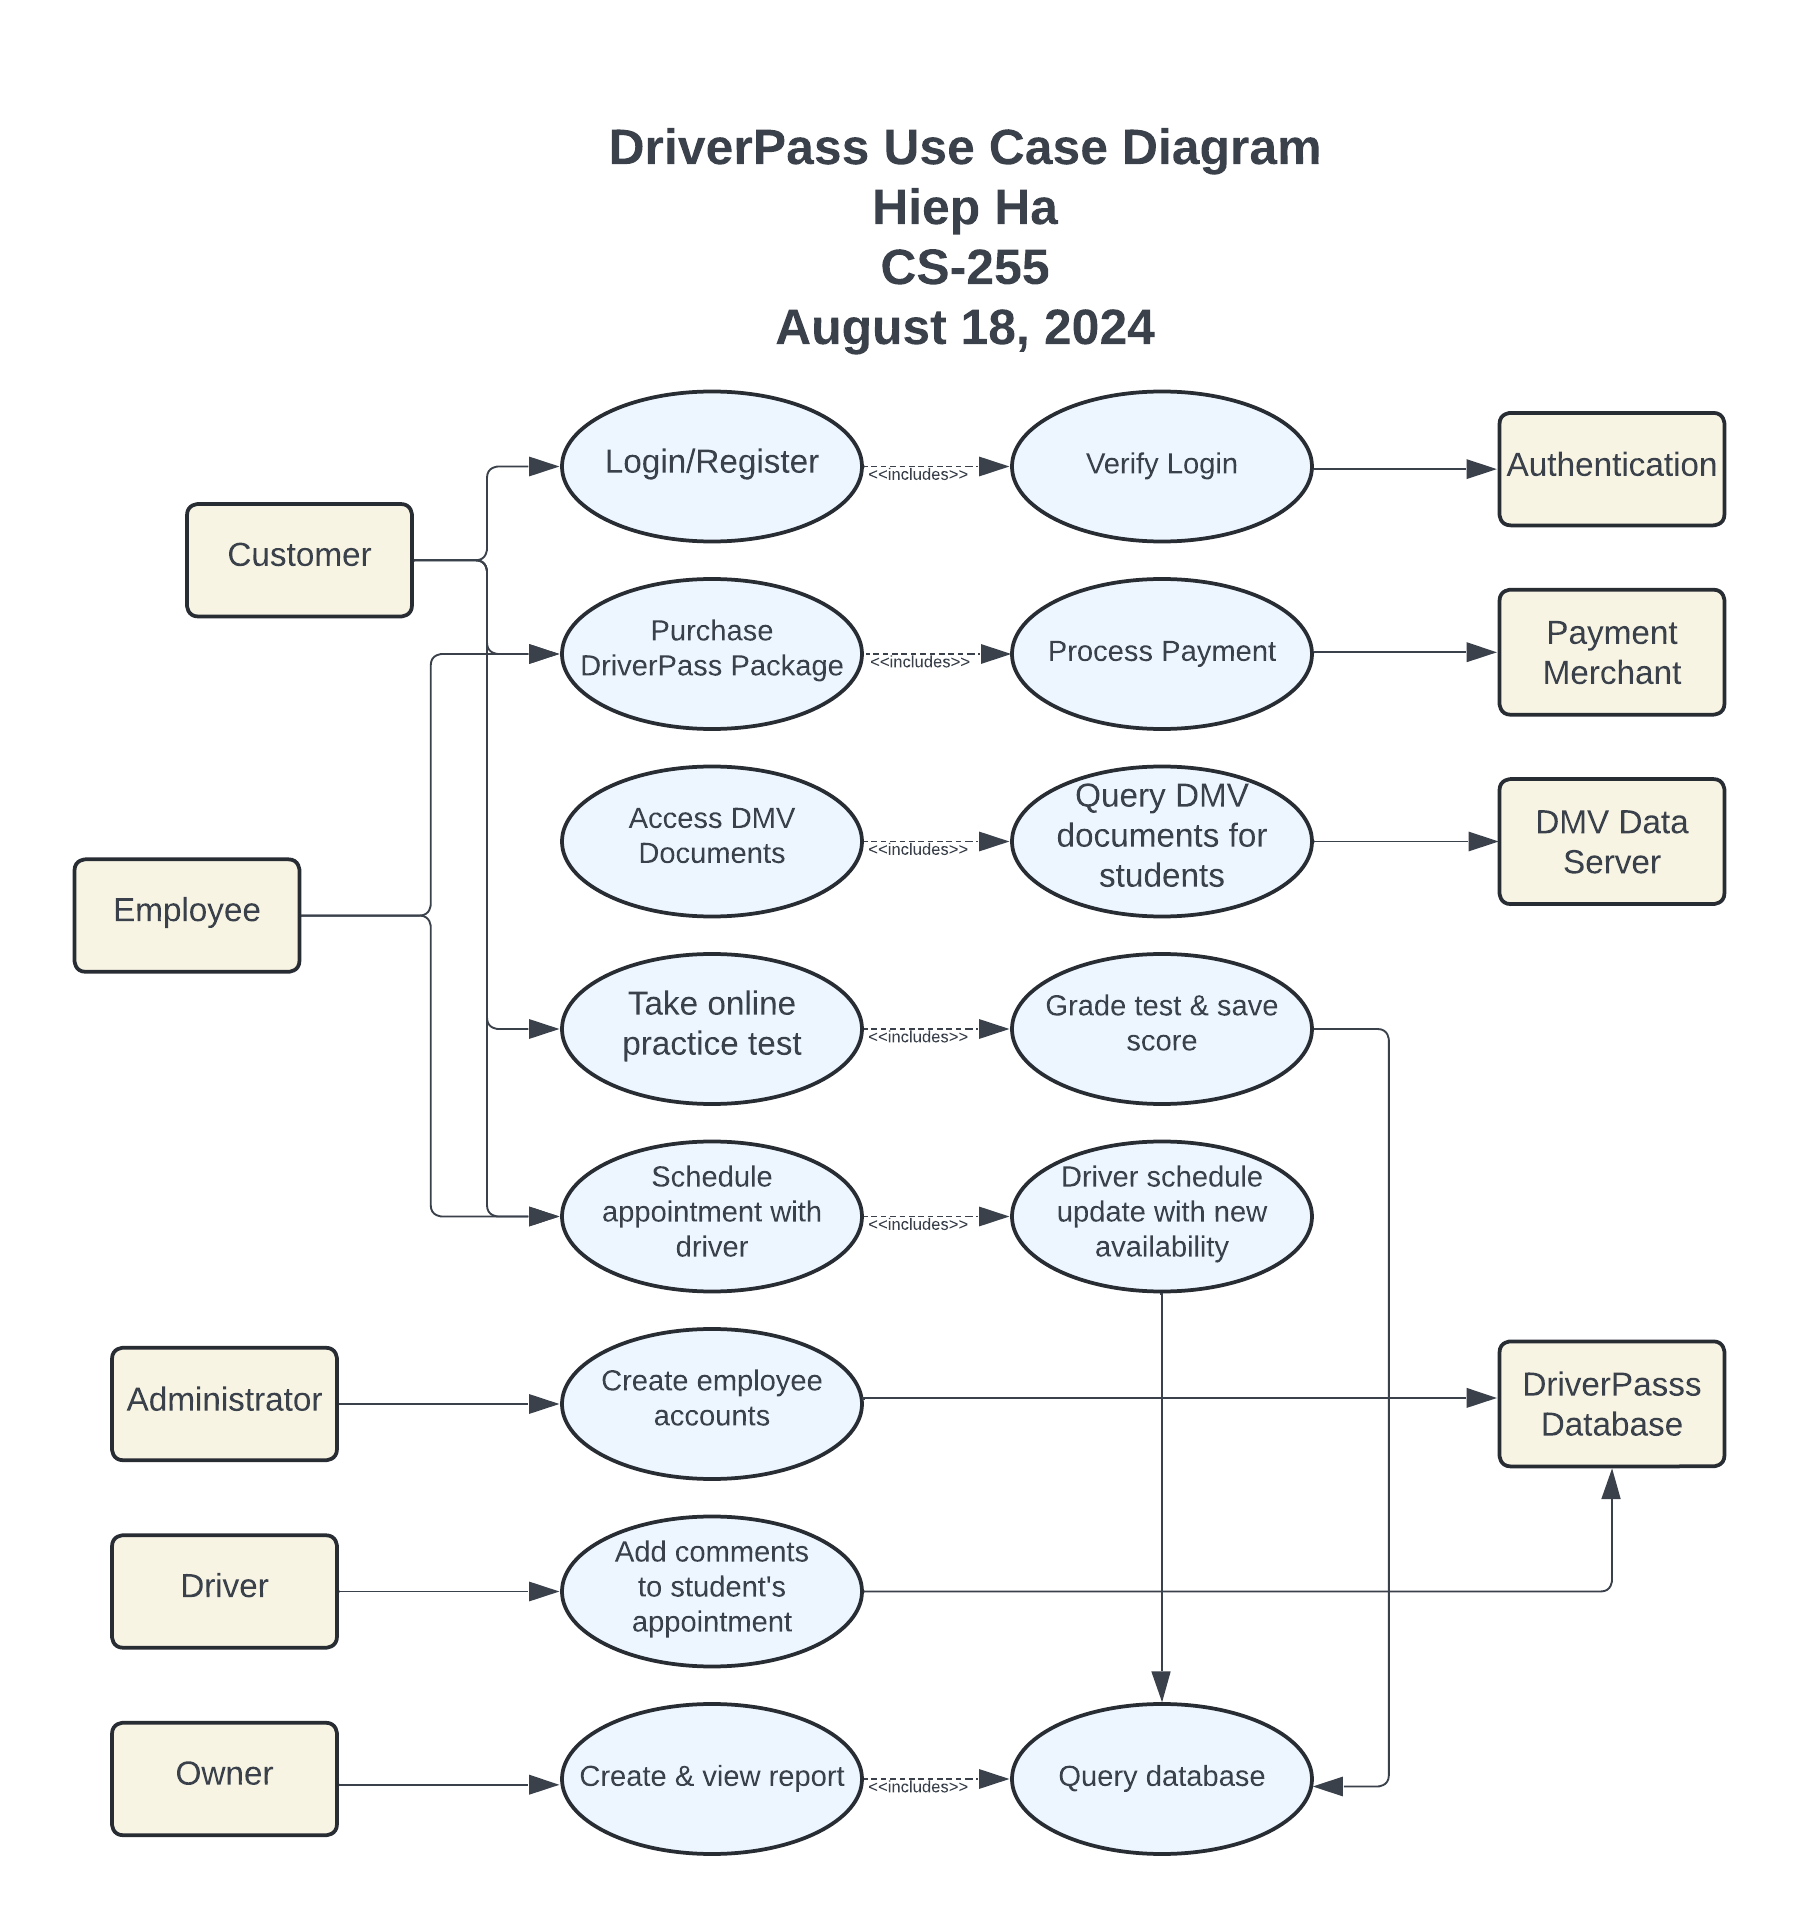 DriverPass Use Case Diagram
Hiep Ha
CS-255
August 18, 2024
Login/Register
<<includes>>
Verify Login
Authentication
Customer
Purchase
DriverPass Package
<<includes>>
Process Payment
Payment
Merchant
Access DMV
Documents
<<includes>>
Query DMV
documents for
students
DMV Data
Server
Employee
Take online
practice test
<<includes>>
Grade test & save
score
Schedule
appointment with
driver
<<includes>>
Driver schedule
update with new
availability
Administrator
Create employee
accounts
DriverPasss
Database
Driver
Add comments
to student's
appointment
Owner
Create & view report
<<includes>>
Query database